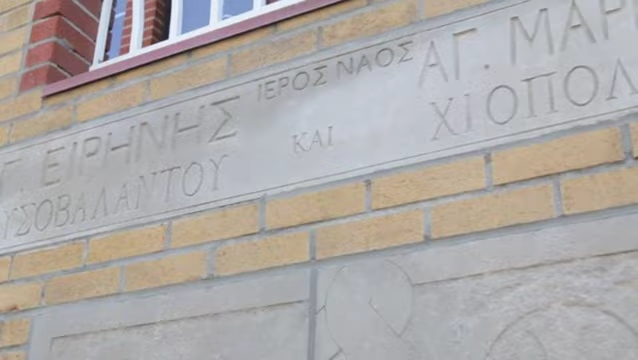 ΙΕΡΟΣ ΝΑΟΣ
ΕΙΡΗΝΗΣ
ΚΑΙ
ΑΓ. ΜΑΡ
ΥΣΟΒΑΛΑΝΤΟΥ
ΧΙΟΠΟΛ